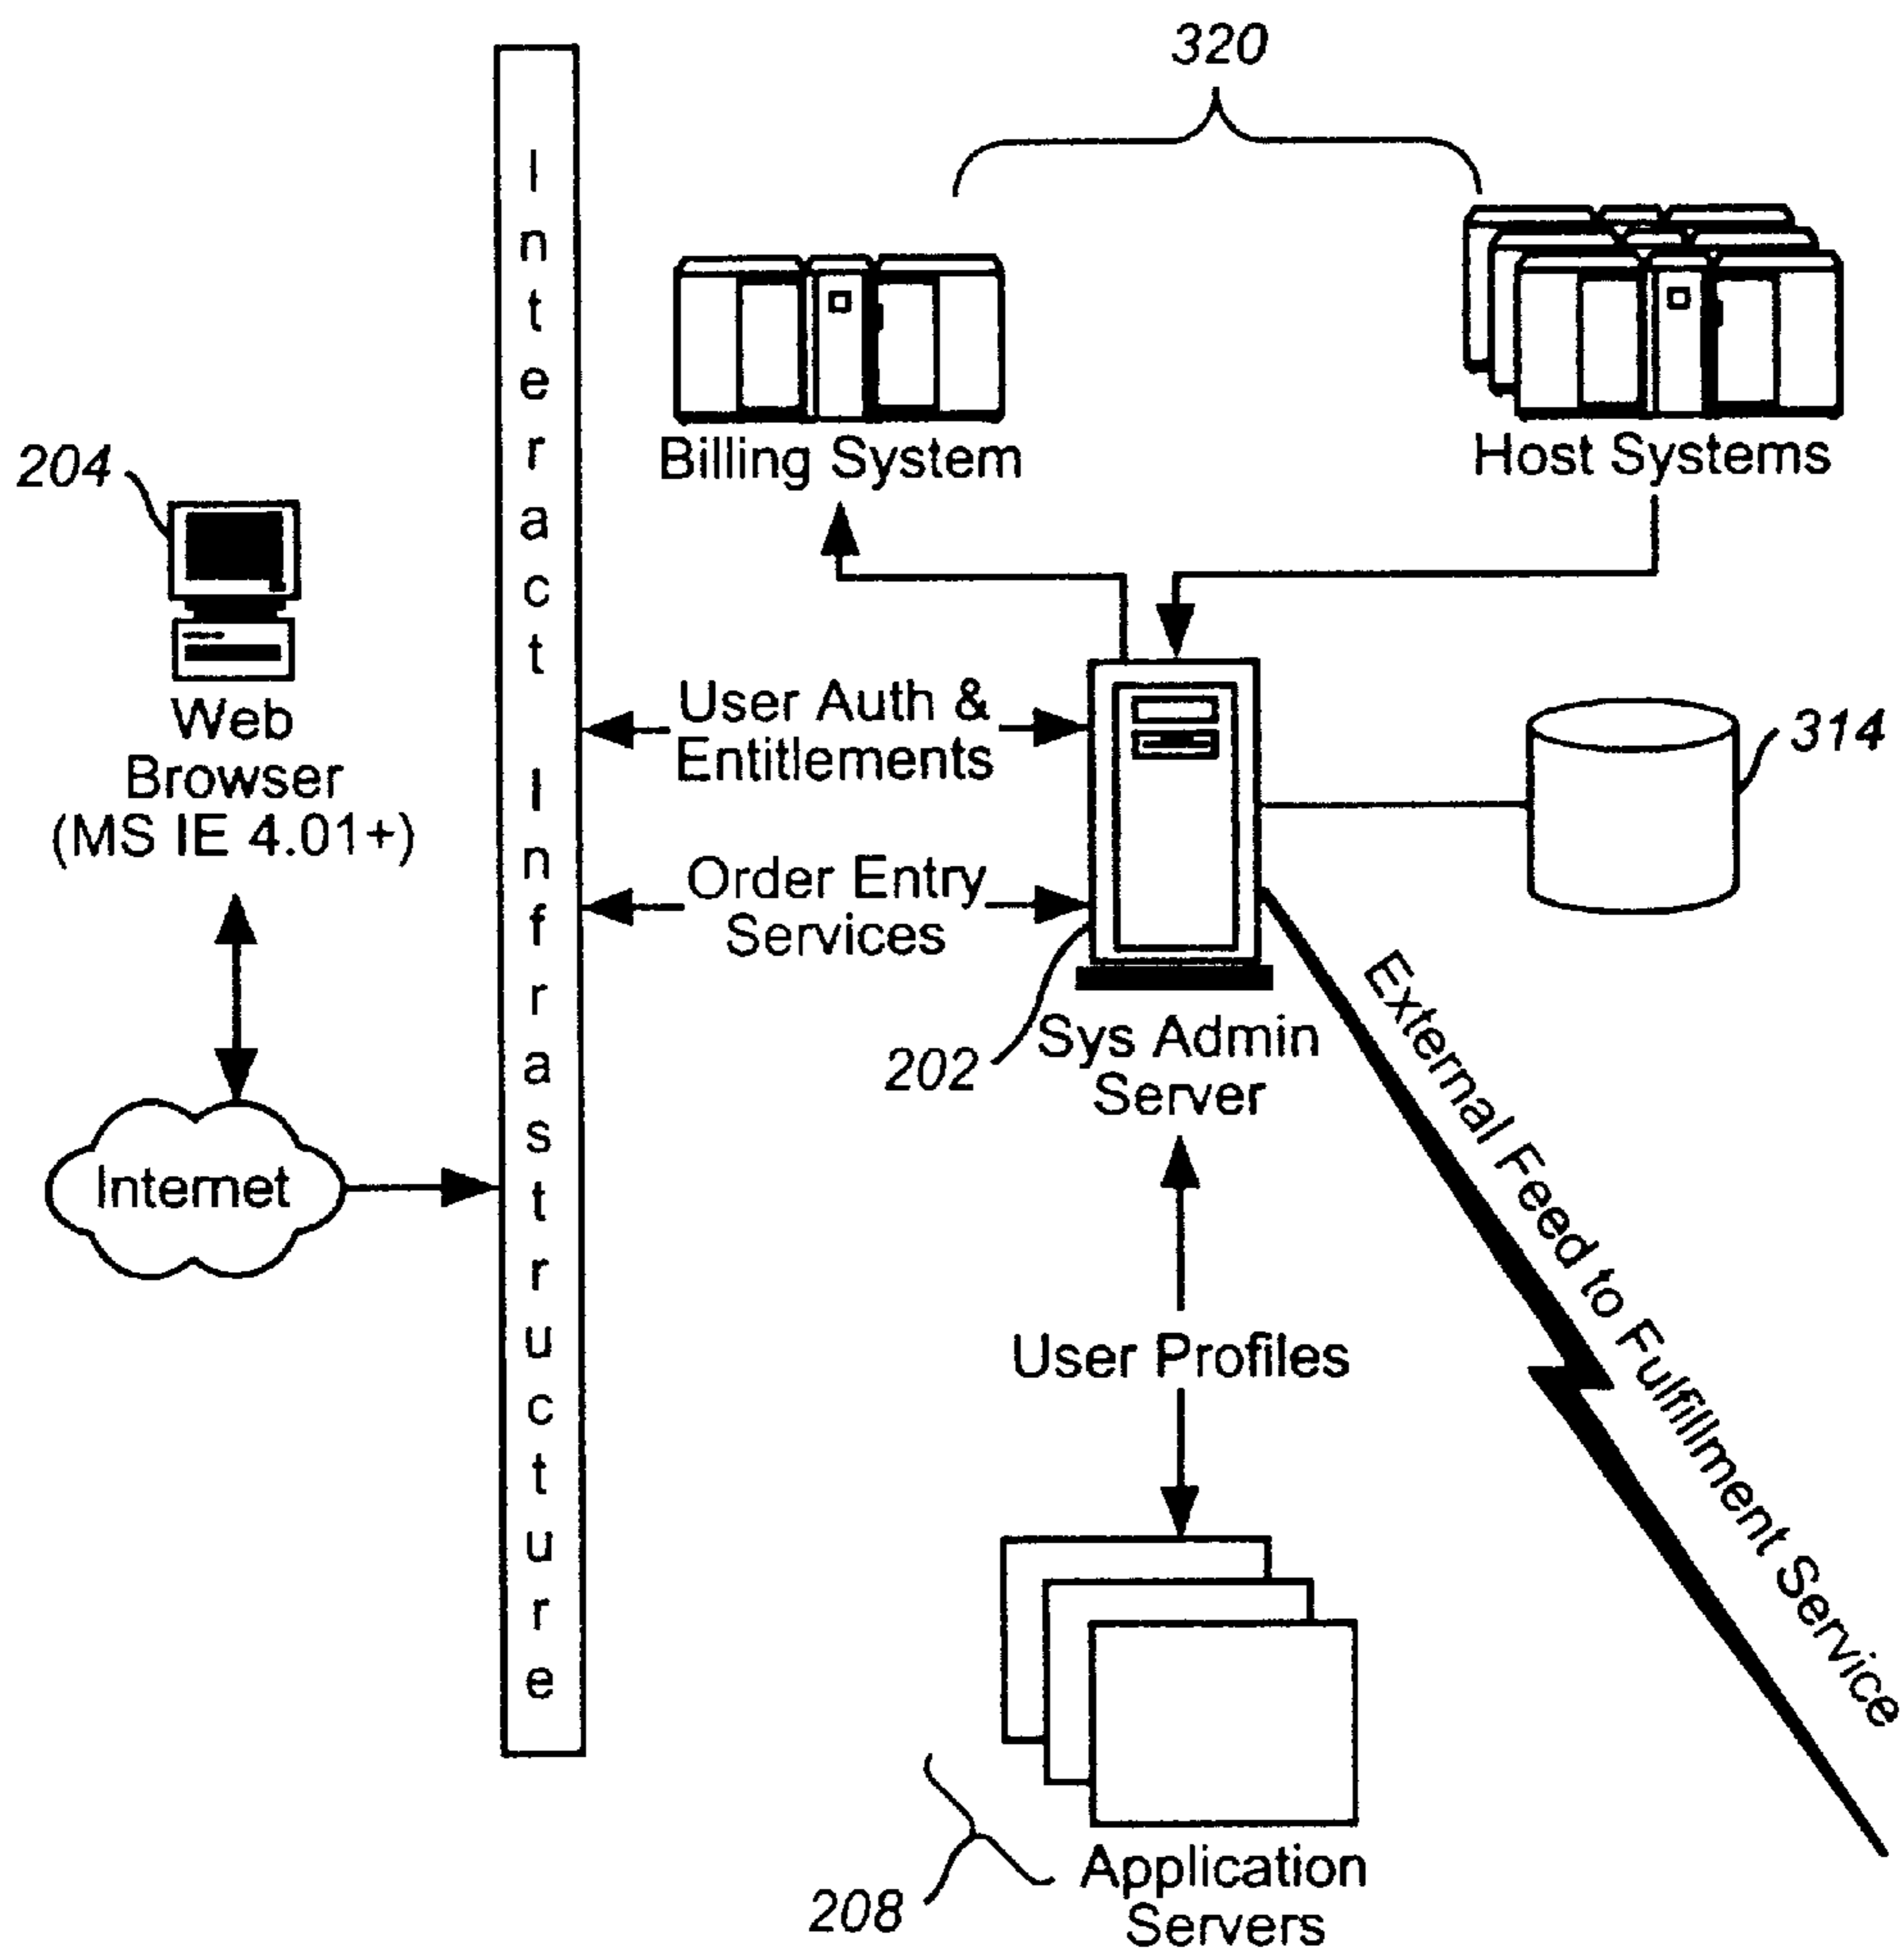 320
Interact Infrastructure
Billing System
Host Systems
204
Web
Browser
(MS IE 4.01+)
User Auth &
Entitlements
314
Order Entry
Services
202
Sys Admin
Server
External Feed to Fulfillment Service
Internet
User Profiles
208
Application
Servers